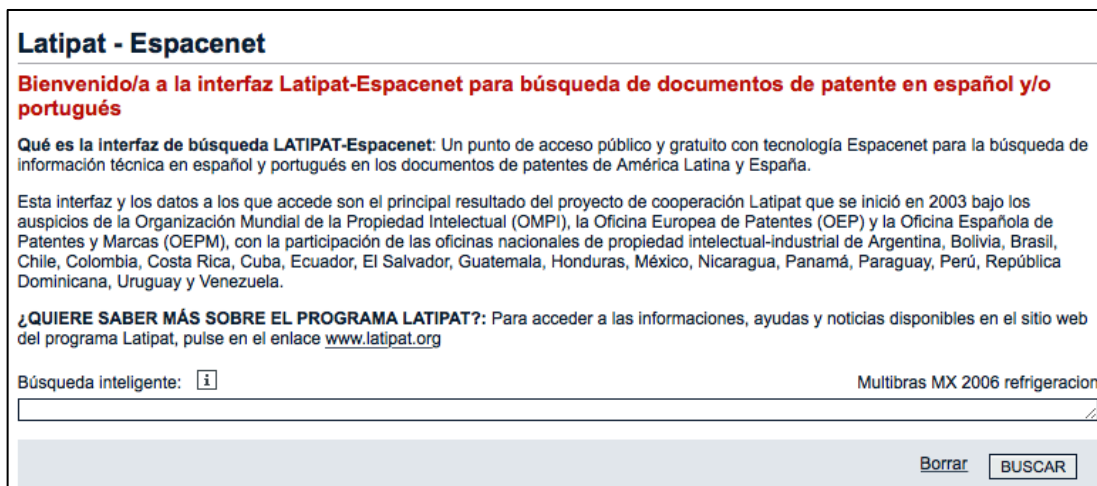 Latipat - Espacenet
Bienvenido/a a la interfaz Latipat-Espacenet para búsqueda de documentos de patente en español y/o
portugués
Qué es la interfaz de búsqueda LATIPAT-Espacenet: Un punto de acceso público y gratuito con tecnología Espacenet para la búsqueda de
información técnica en español y portugués en los documentos de patentes de América Latina y España.
Esta interfaz y los datos a los que accede son el principal resultado del proyecto de cooperación Latipat que se inició en 2003 bajo los
auspicios de la Organización Mundial de la Propiedad Intelectual (OMPI), la Oficina Europea de Patentes (OEP) y la Oficina Española de
Patentes y Marcas (OEPM), con la participación de las oficinas nacionales de propiedad intelectual-industrial de Argentina, Bolivia, Brasil,
Chile, Colombia, Costa Rica, Cuba, Ecuador, El Salvador, Guatemala, Honduras, México, Nicaragua, Panamá, Paraguay, Perú, República
Dominicana, Uruguay y Venezuela.
¿QUIERE SABER MÁS SOBRE EL PROGRAMA LATIPAT?: Para acceder a las informaciones, ayudas y noticias disponibles en el sitio web
del programa Latipat, pulse en el enlace www.latipat.org
Búsqueda inteligente: i Multibras MX 2006 refrigeracion
Borrar BUSCAR